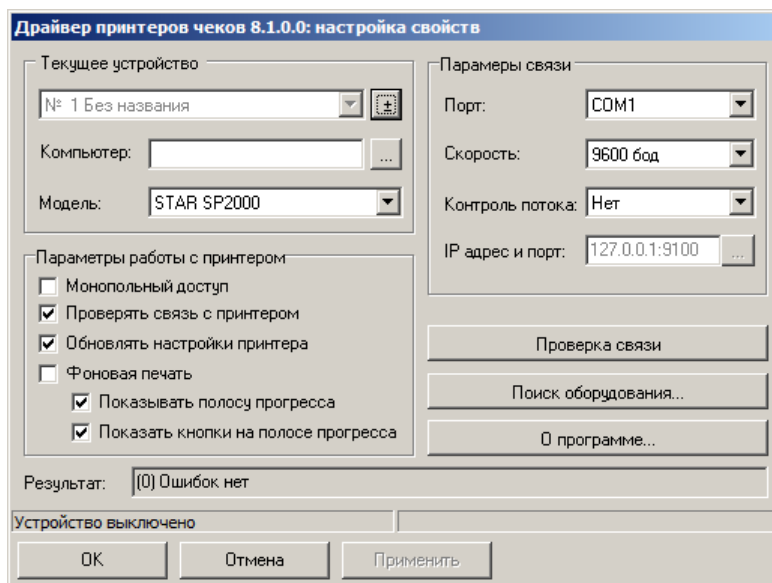 Драйвер принтеров чеков 8.1.0.0: настройка свойств
Текущее устройство
№ 1 Без названия
±
Компьютер:
...
Модель:
STAR SP2000
Параметры работы с принтером
Монопольный доступ
Проверять связь с принтером
Обновлять настройки принтера
Фоновая печать
Показывать полосу прогресса
Показать кнопки на полосе прогресса
Парамеры связи
Порт:
COM1
Скорость:
9600 бод
Контроль потока:
Нет
IP адрес и порт:
127.0.0.1:9100
...
Проверка связи
Поиск оборудования...
О программе...
Результат:
(0) Ошибок нет
Устройство выключено
OK
Отмена
Применить